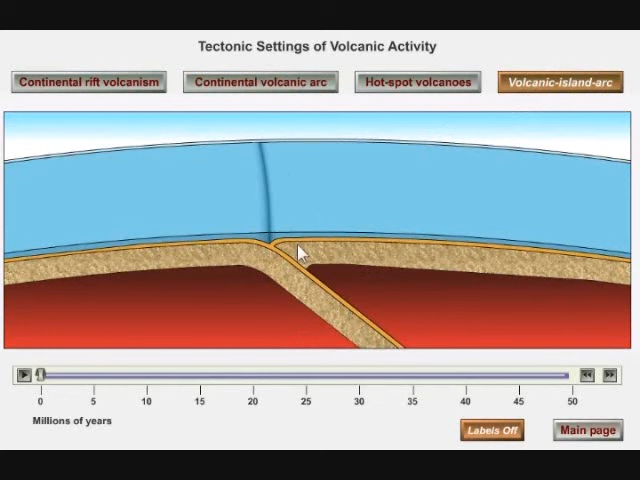 Tectonic Settings of Volcanic Activity
Continental rift volcanism Continental volcanic arc Hot-spot volcanoes Volcanic-island-arc
0 5 10 15 20 25 30 35 40 45 50
Millions of years
Labels Off Main page